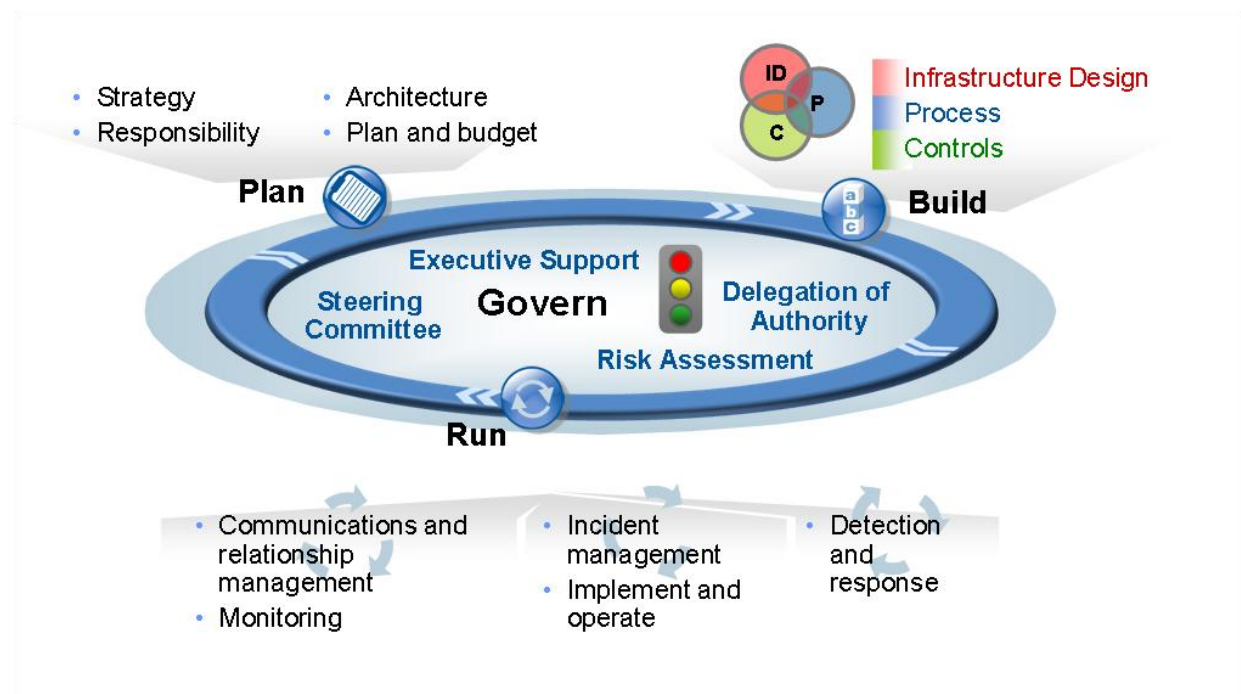 • Strategy
• Responsibility
• Architecture
• Plan and budget
ID
P
C
Infrastructure Design
Process
Controls
Plan
a
b
c
Build
Executive Support
Steering
Committee
Govern
Delegation of
Authority
Risk Assessment
Run
• Communications and
relationship
management
• Monitoring
• Incident
management
• Implement and
operate
• Detection
and
response